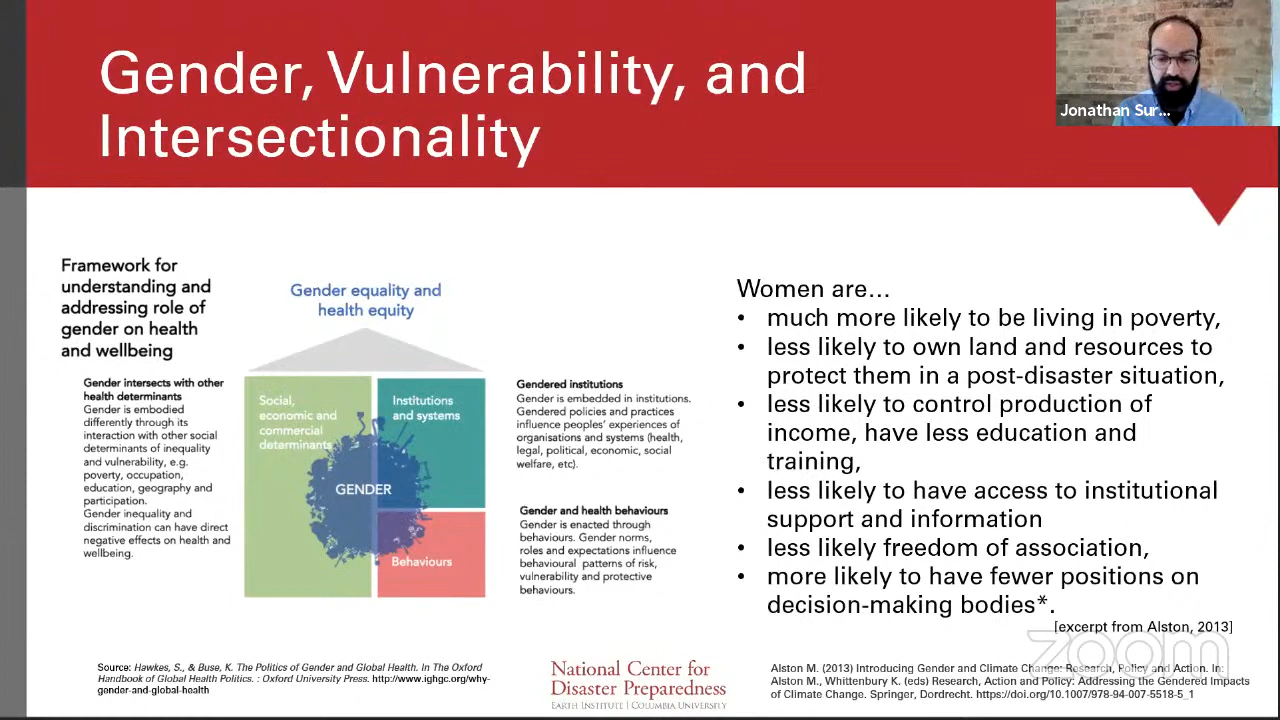 Gender, Vulnerability, and
Intersectionality
Jonathan Sur...
Framework for
understanding and
addressing role of
gender on health
and wellbeing
Gender intersects with other
health determinants
Gender is embodied
differently through its
interaction with other social
determinants of inequality
and vulnerability, e.g.
poverty, occupation,
education, geography and
participation.
Gender inequality and
discrimination can have direct
negative effects on health and
wellbeing.
Gender equality and
health equity
Social,
economic and
commercial
determinants
Institutions
and systems
GENDER
Behaviours
Gendered institutions
Gender is embedded in institutions.
Gendered policies and practices
influence peoples' experiences of
organisations and systems (health,
legal, political, economic, social
welfare, etc).
Gender and health behaviours
Gender is enacted through
behaviours. Gender norms,
roles and expectations influence
behavioural patterns of risk,
vulnerability and protective
behaviours.
Women are...
• much more likely to be living in poverty,
• less likely to own land and resources to
protect them in a post-disaster situation,
• less likely to control production of
income, have less education and
training,
• less likely to have access to institutional
support and information
• less likely freedom of association,
• more likely to have fewer positions on
decision-making bodies*.
[excerpt from Alston, 2013]
zoom
Source: Hawkes, S., & Buse, K. The Politics of Gender and Global Health. In The Oxford
Handbook of Global Health Politics. : Oxford University Press. http://www.ighgc.org/why-
gender-and-global-health
National Center for
Disaster Preparedness
EARTH INSTITUTE | COLUMBIA UNIVERSITY
Alston M. (2013) Introducing Gender and Climate Change: Research, Policy and Action. In:
Alston M., Whittenbury K. (eds) Research, Action and Policy: Addressing the Gendered Impacts
of Climate Change. Springer, Dordrecht. https://doi.org/10.1007/978-94-007-5518-5_1